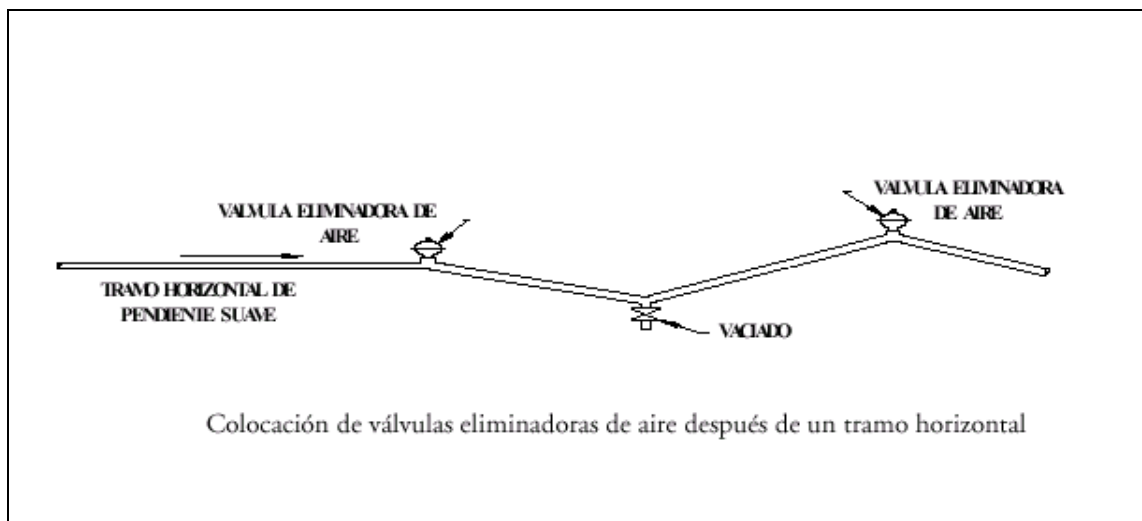 VALVULA ELIMINADORA DE
AIRE
VALVULA ELIMINADORA
DE AIRE
TRAMO HORIZONTAL DE
PENDIENTE SUAVE
VACIADO
Colocación de válvulas eliminadoras de aire después de un tramo horizontal